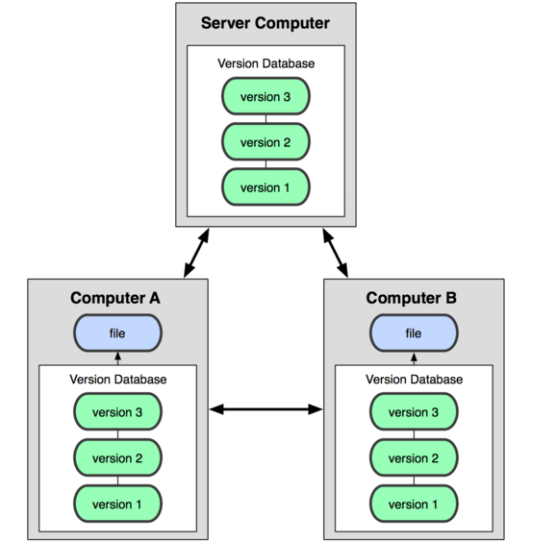 Server Computer
Version Database
version 3
version 2
version 1
Computer A
file
Version Database
version 3
version 2
version 1
Computer B
file
Version Database
version 3
version 2
version 1